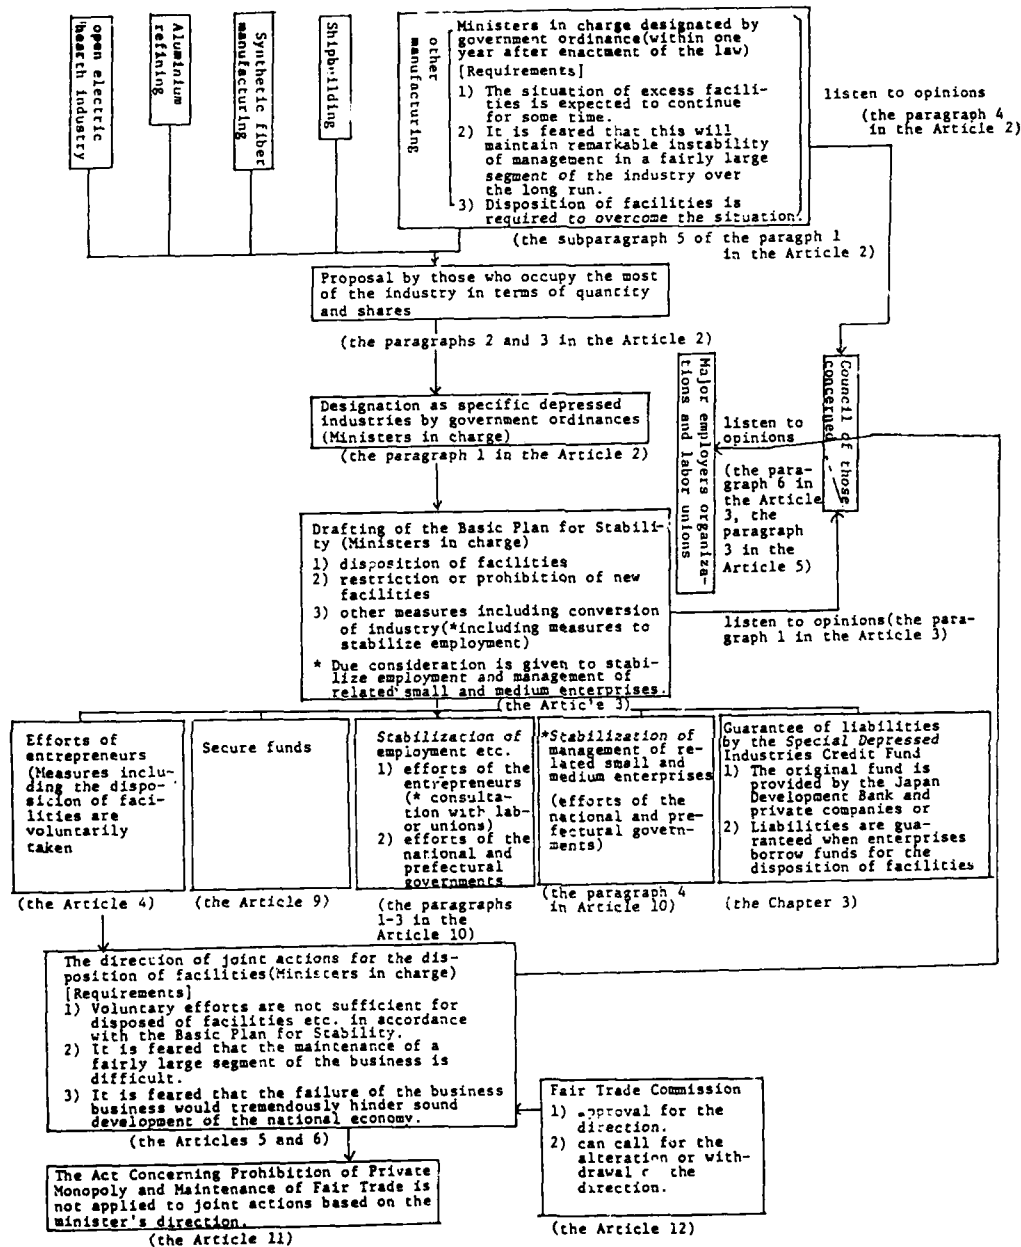 open electric
hearth industry
Aluminium
refining
Synthetic fiber
manufacturing
Shipbuilding
other
manufacturing
Ministers in charge designated by
government ordinance(within one
year after enactment of the law)
[Requirements]
1) The situation of excess facili-
ties is expected to continue
for some time.
2) It is feared that this will
maintain remarkable instability
of management in a fairly large
segment of the industry over
the long run.
3) Disposition of facilities is
required to overcome the situation.
(the subparagraph 5 of the paragph 1
in the Article 2)
listen to opinions
(the paragraph 4
in the Article 2)
Proposal by those who occupy the most
of the industry in terms of quantity
and shares
(the paragraphs 2 and 3 in the Article 2)
Designation as specific depressed
industries by government ordinances
(Ministers in charge)
(the paragraph 1 in the Article 2)
Major employers organiza-
tions and labor unions
listen to
opinions
(the para-
graph 6 in
the Article
3, the
paragraph
3 in the
Article 5)
Council of those
concerned
Drafting of the Basic Plan for Stabili-
ty (Ministers in charge)
1) disposition of facilities
2) restriction or prohibition of new
facilities
3) other measures including conversion
of industry(*including measures to
stabilize employment)
* Due consideration is given to stabi-
lize employment and management of
related small and medium enterprises.
(the Artic'e 3)
listen to opinions(the para-
graph 1 in the Article 3)
Efforts of
entrepreneurs
(Measures inclu-
ding the dispo-
sicion of faci-
lities are
voluntarily
taken
(the Article 4)
Secure funds
(the Article 9)
Stabilization of
employment etc.
1) efforts of the
entrepreneurs
(* consulta-
tion with lab-
or unions)
2) efforts of the
national and
prefectural
governments
(the paragraphs
1-3 in the
Article 10)
*Stabilization of
management of re-
lated small and
medium enterprises
(efforts of the
national and pre-
fectural govern-
ments)
(the paragraph 4
in Article 10)
Guarantee of liabilities
by the Special Depressed
Industries Credit Fund
1) The original fund is
provided by the Japan
Development Bank and
private companies or
2) Liabilities are gua-
ranteed when enterprises
borrow funds for the
disposition of facilities
(the Chapter 3)
The direction of joint actions for the dis-
position of facilities(Ministers in charge)
[Requirements]
1) Voluntary efforts are not sufficient for
disposed of facilities etc. in accordance
with the Basic Plan for Stability.
2) It is feared that the maintenance of a
fairly large segment of the business is
difficult.
3) It is feared that the failure of the business
business would tremendously hinder sound
development of the national economy.
(the Articles 5 and 6)
Fair Trade Commission
1) approval for the
direction.
2) can call for the
alteration or with-
drawal the
direction.
(the Article 12)
The Act Concerning Prohibition of Private
Monopoly and Maintenance of Fair Trade is
not applied to joint actions based on the
minister's direction.
(the Article 11)